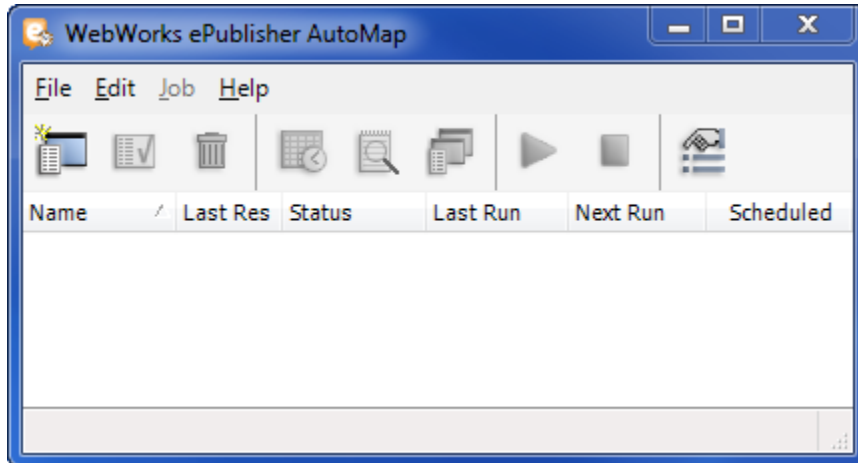 WebWorks ePublisher AutoMap
File Edit Job Help
Name Last Res Status Last Run Next Run Scheduled